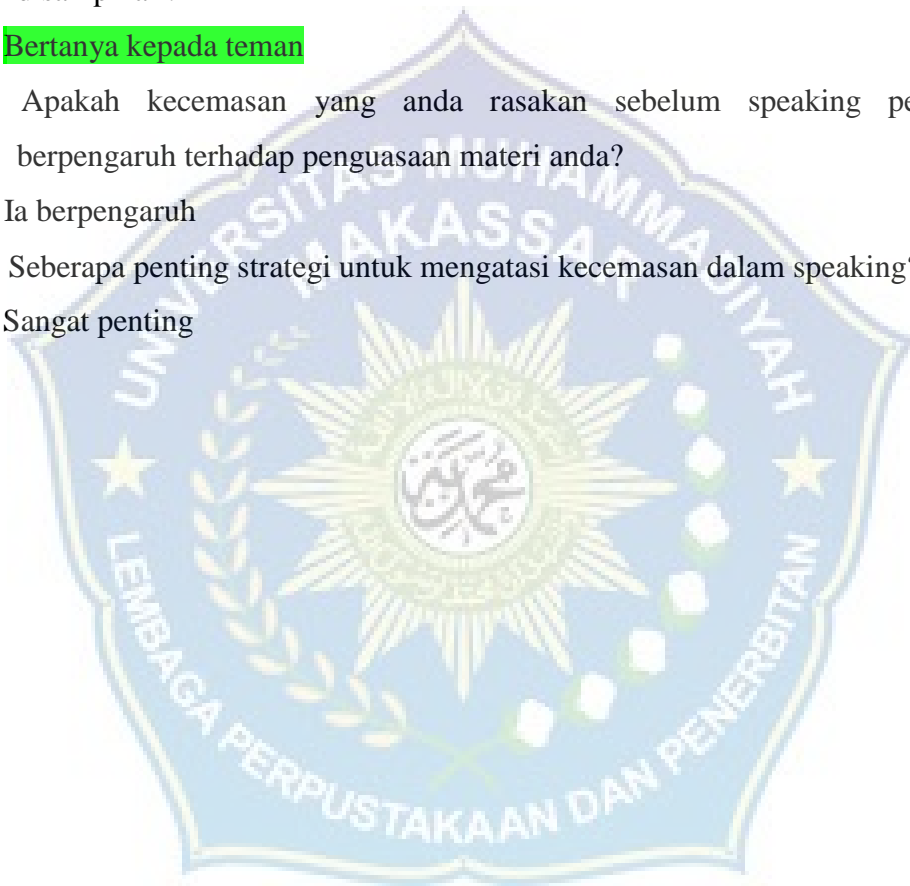 Bertanya kepada teman
Apakah kecemasan yang anda rasakan sebelum speaking
berpengaruh terhadap penguasaan materi anda?
Ia berpengaruh
Seberapa penting strategi untuk mengatasi kecemasan dalam speaking?
Sangat penting
UNIVERSITAS MUHAMMADIYAH
MAKASSAR
LEMBAGA PERPUSTAKAAN DAN PENERBITAN